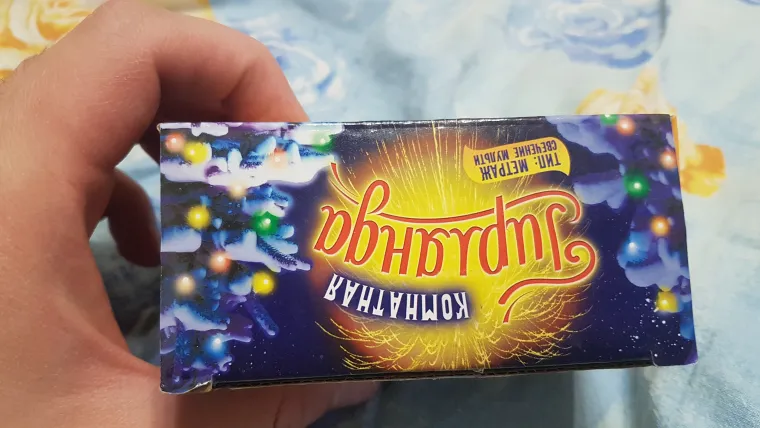 КОМНАТНАЯ
Гирлянда
ТИП: МЕТРАЖ
СВЕЧЕНИЕ МУЛЬТИ